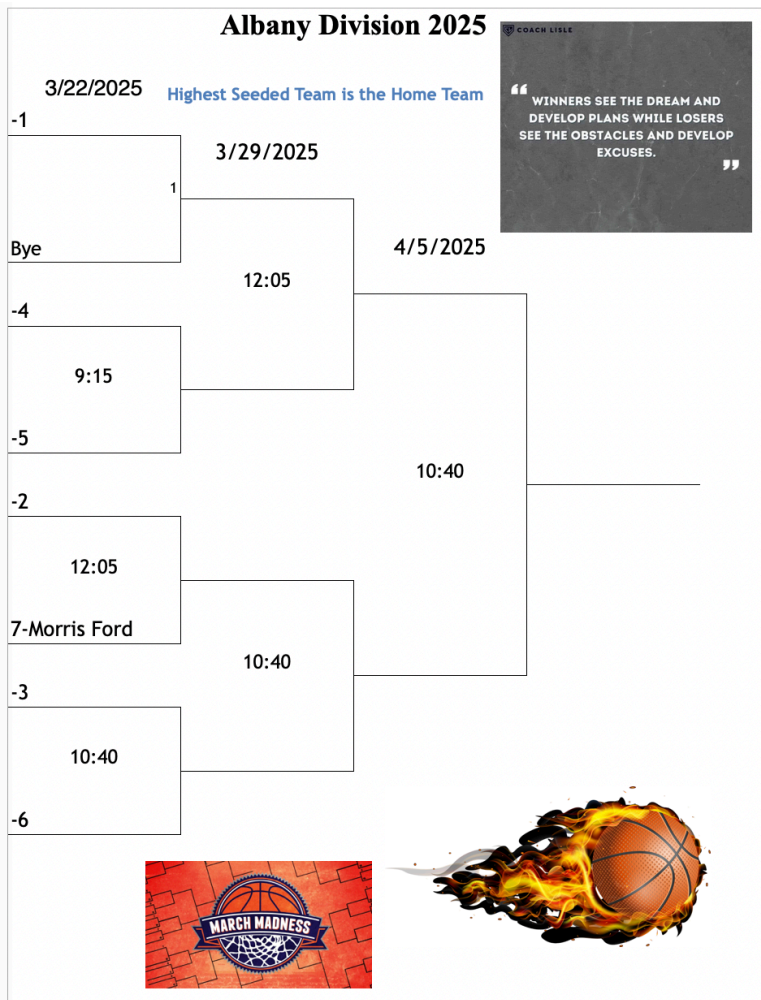 Albany Division 2025
COACH LISLE
“ WINNERS SEE THE DREAM AND
DEVELOP PLANS WHILE LOSERS
SEE THE OBSTACLES AND DEVELOP
EXCUSES.
”
3/22/2025
Highest Seeded Team is the Home Team
-1
3/29/2025
1
Bye
4/5/2025
12:05
-4
9:15
-5
10:40
-2
12:05
7-Morris Ford
10:40
-3
10:40
-6
MARCH MADNESS